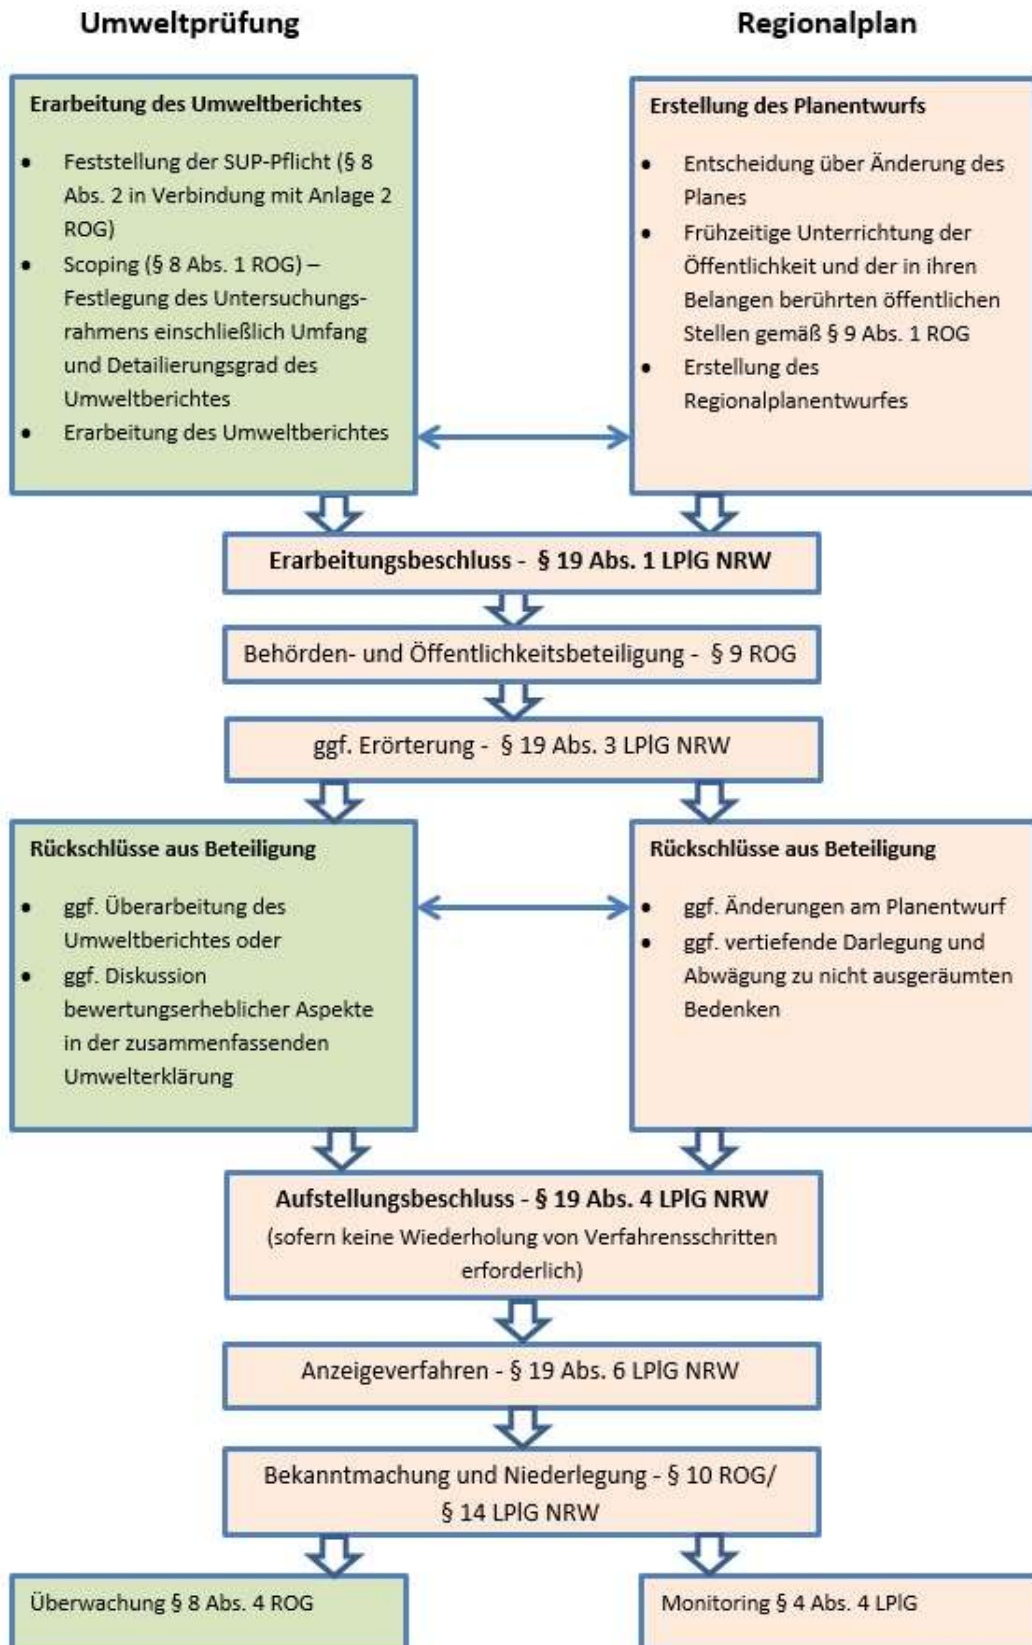 Umweltprüfung
Regionalplan
Erarbeitung des Umweltberichtes
• Feststellung der SUP-Pflicht (§ 8
Abs. 2 in Verbindung mit Anlage 2
ROG)
• Scoping (§ 8 Abs. 1 ROG) –
Festlegung des Untersuchungs-
rahmens einschließlich Umfang
und Detailierungsgrad des
Umweltberichtes
• Erarbeitung des Umweltberichtes
Erstellung des Planentwurfs
• Entscheidung über Änderung des
Planes
• Frühzeitige Unterrichtung der
Öffentlichkeit und der in ihren
Belangen berührten öffentlichen
Stellen gemäß § 9 Abs. 1 ROG
• Erstellung des
Regionalplanentwurfes
Erarbeitungsbeschluss - § 19 Abs. 1 LPlG NRW
Behörden- und Öffentlichkeitsbeteiligung - § 9 ROG
ggf. Erörterung - § 19 Abs. 3 LPlG NRW
Rückschlüsse aus Beteiligung
• ggf. Überarbeitung des
Umweltberichtes oder
• ggf. Diskussion
bewertungserheblicher Aspekte
in der zusammenfassenden
Umwelterklärung
Rückschlüsse aus Beteiligung
• ggf. Änderungen am Planentwurf
• ggf. vertiefende Darlegung und
Abwägung zu nicht ausgeräumten
Bedenken
Aufstellungsbeschluss - § 19 Abs. 4 LPlG NRW
(sofern keine Wiederholung von Verfahrensschritten
erforderlich)
Anzeigeverfahren - § 19 Abs. 6 LPlG NRW
Bekanntmachung und Niederlegung - § 10 ROG/
§ 14 LPlG NRW
Überwachung § 8 Abs. 4 ROG
Monitoring § 4 Abs. 4 LPlG